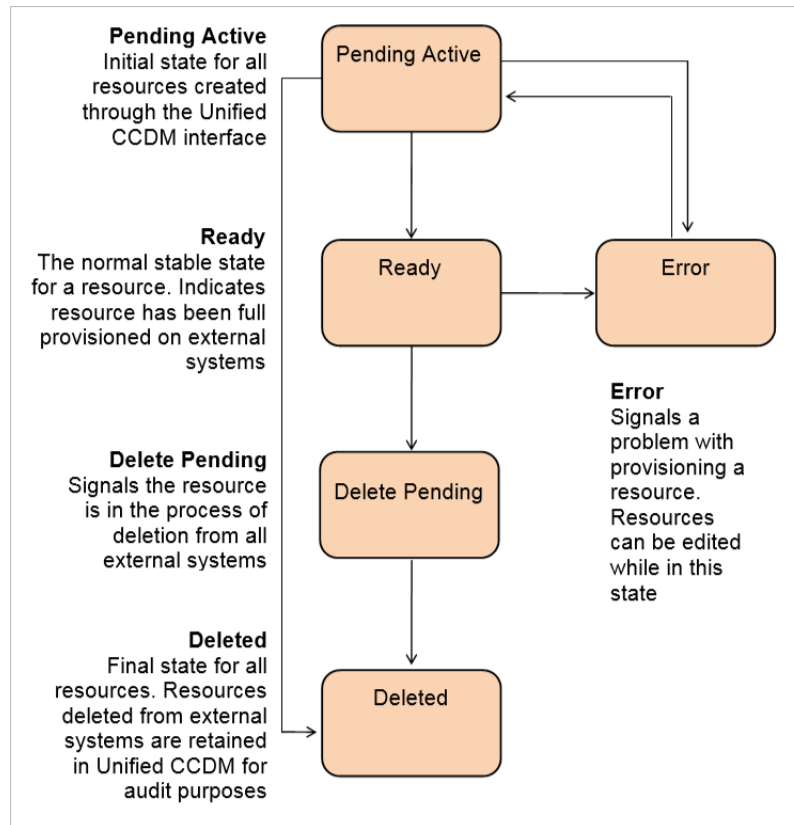 Pending Active
Initial state for all
resources created
through the Unified
CCDM interface
Pending Active
Ready
The normal stable state
for a resource. Indicates
resource has been full
provisioned on external
systems
Ready
Error
Error
Signals a
problem with
provisioning a
resource.
Resources
can be edited
while in this
state
Delete Pending
Signals the resource
is in the process of
deletion from all
external systems
Delete Pending
Deleted
Final state for all
resources. Resources
deleted from external
systems are retained
in Unified CCDM for
audit purposes
Deleted